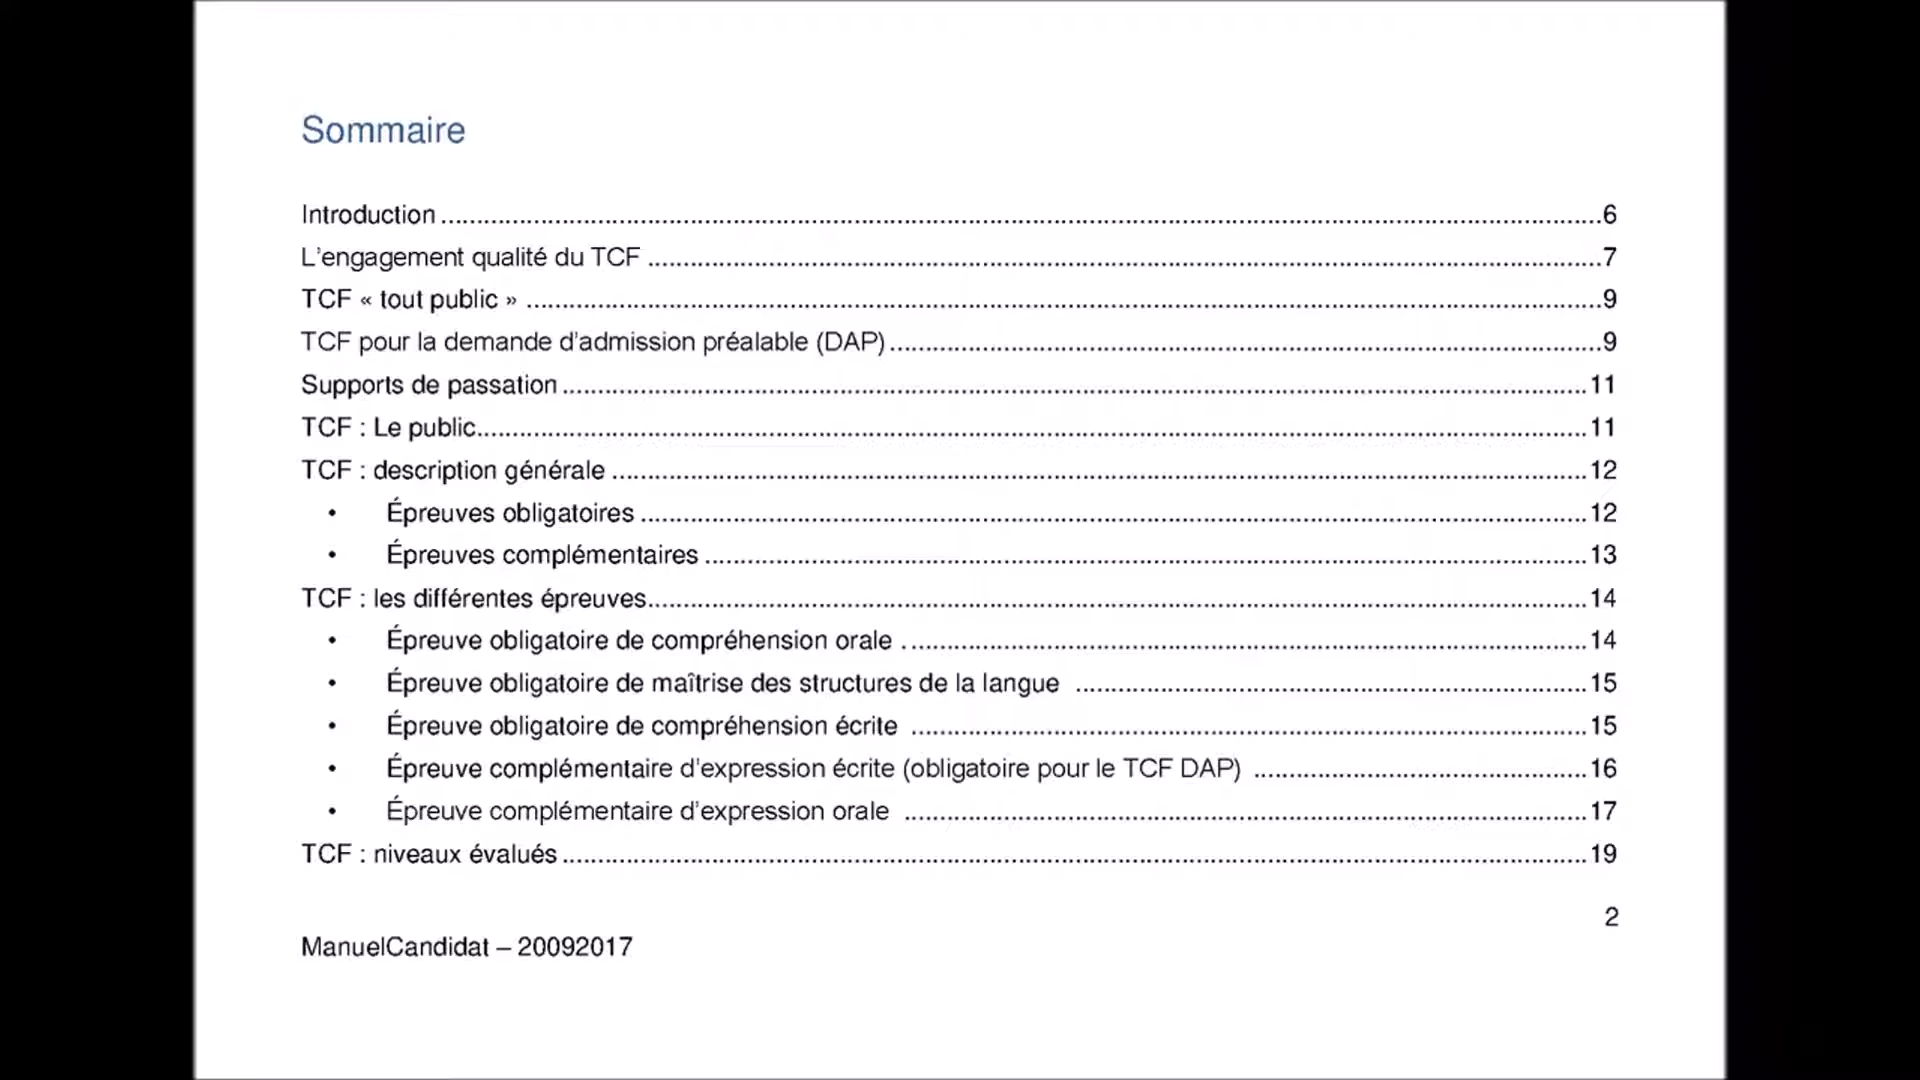 Sommaire
Introduction ........................................................ 6
L'engagement qualité du TCF ........................................................ 7
TCF « tout public » ........................................................ 9
TCF pour la demande d'admission préalable (DAP) ........................................................ 9
Supports de passation ........................................................ 11
TCF : Le public ........................................................ 11
TCF : description générale ........................................................ 12
• Épreuves obligatoires ........................................................ 12
• Épreuves complémentaires ........................................................ 13
TCF : les différentes épreuves ........................................................ 14
• Épreuve obligatoire de compréhension orale ........................................................ 14
• Épreuve obligatoire de maîtrise des structures de la langue ........................................................ 15
• Épreuve obligatoire de compréhension écrite ........................................................ 15
• Épreuve complémentaire d'expression écrite (obligatoire pour le TCF DAP) ........................................................ 16
• Épreuve complémentaire d'expression orale ........................................................ 17
TCF : niveaux évalués ........................................................ 19
2
ManuelCandidat – 20092017